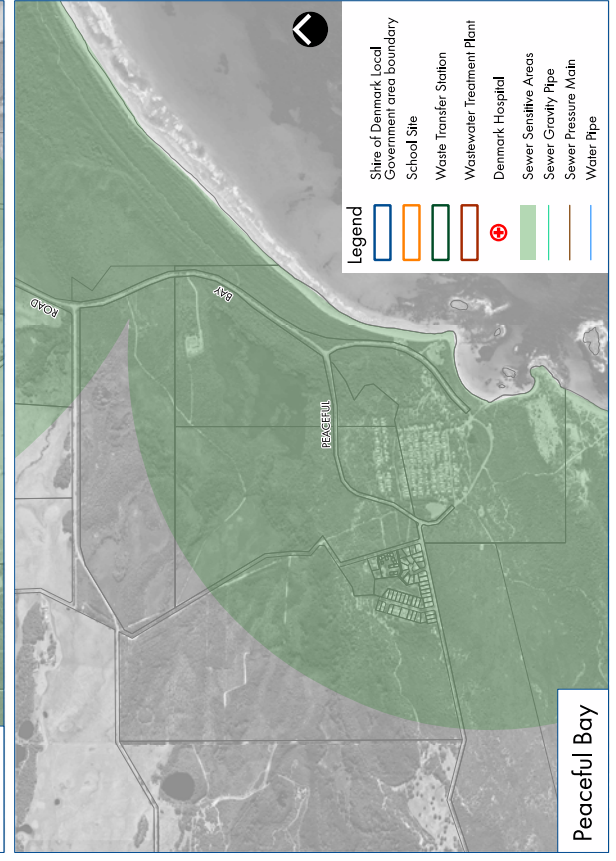 Legend
Shire of Denmark Local
Government area boundary
School Site
Waste Transfer Station
Wastewater Treatment Plant
Denmark Hospital
Sewer Sensitive Areas
Sewer Gravity Pipe
Sewer Pressure Main
Water Pipe
ROAD
BAY
PEACEFUL
Peaceful Bay